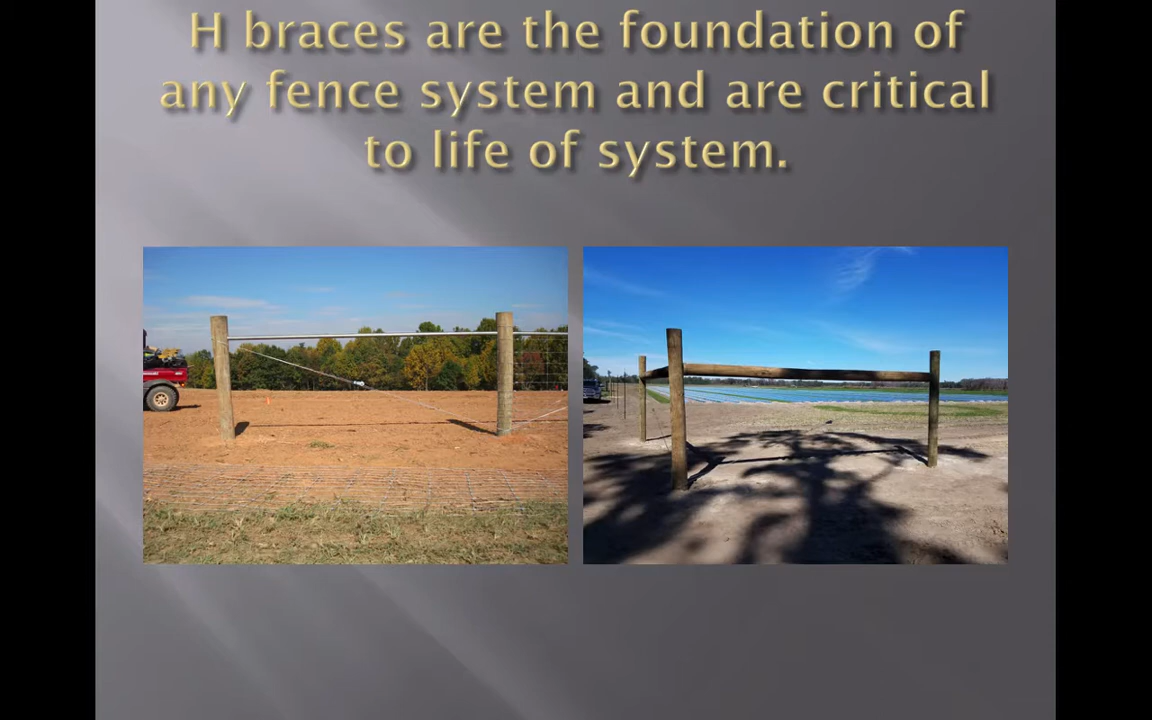 H braces are the foundation of
any fence system and are critical
to life of system.